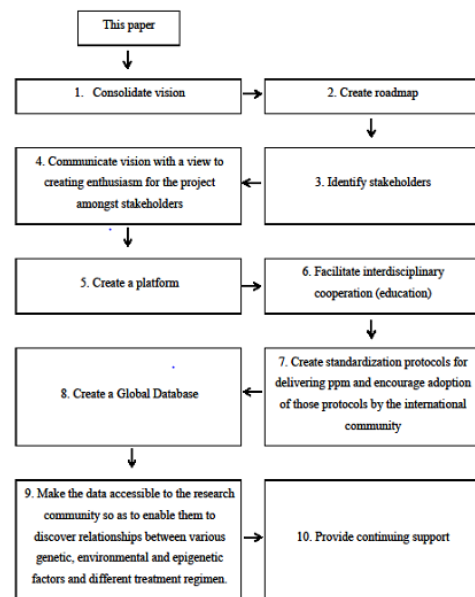 This paper
1. Consolidate vision
2. Create roadmap
4. Communicate vision with a view to
creating enthusiasm for the project
amongst stakeholders
3. Identify stakeholders
5. Create a platform
6. Facilitate interdisciplinary
cooperation (education)
8. Create a Global Database
7. Create standardization protocols for
delivering ppm and encourage adoption
of those protocols by the international
community
9. Make the data accessible to the research
community so as to enable them to
discover relationships between various
genetic, environmental and epigenetic
factors and different treatment regimen.
10. Provide continuing support